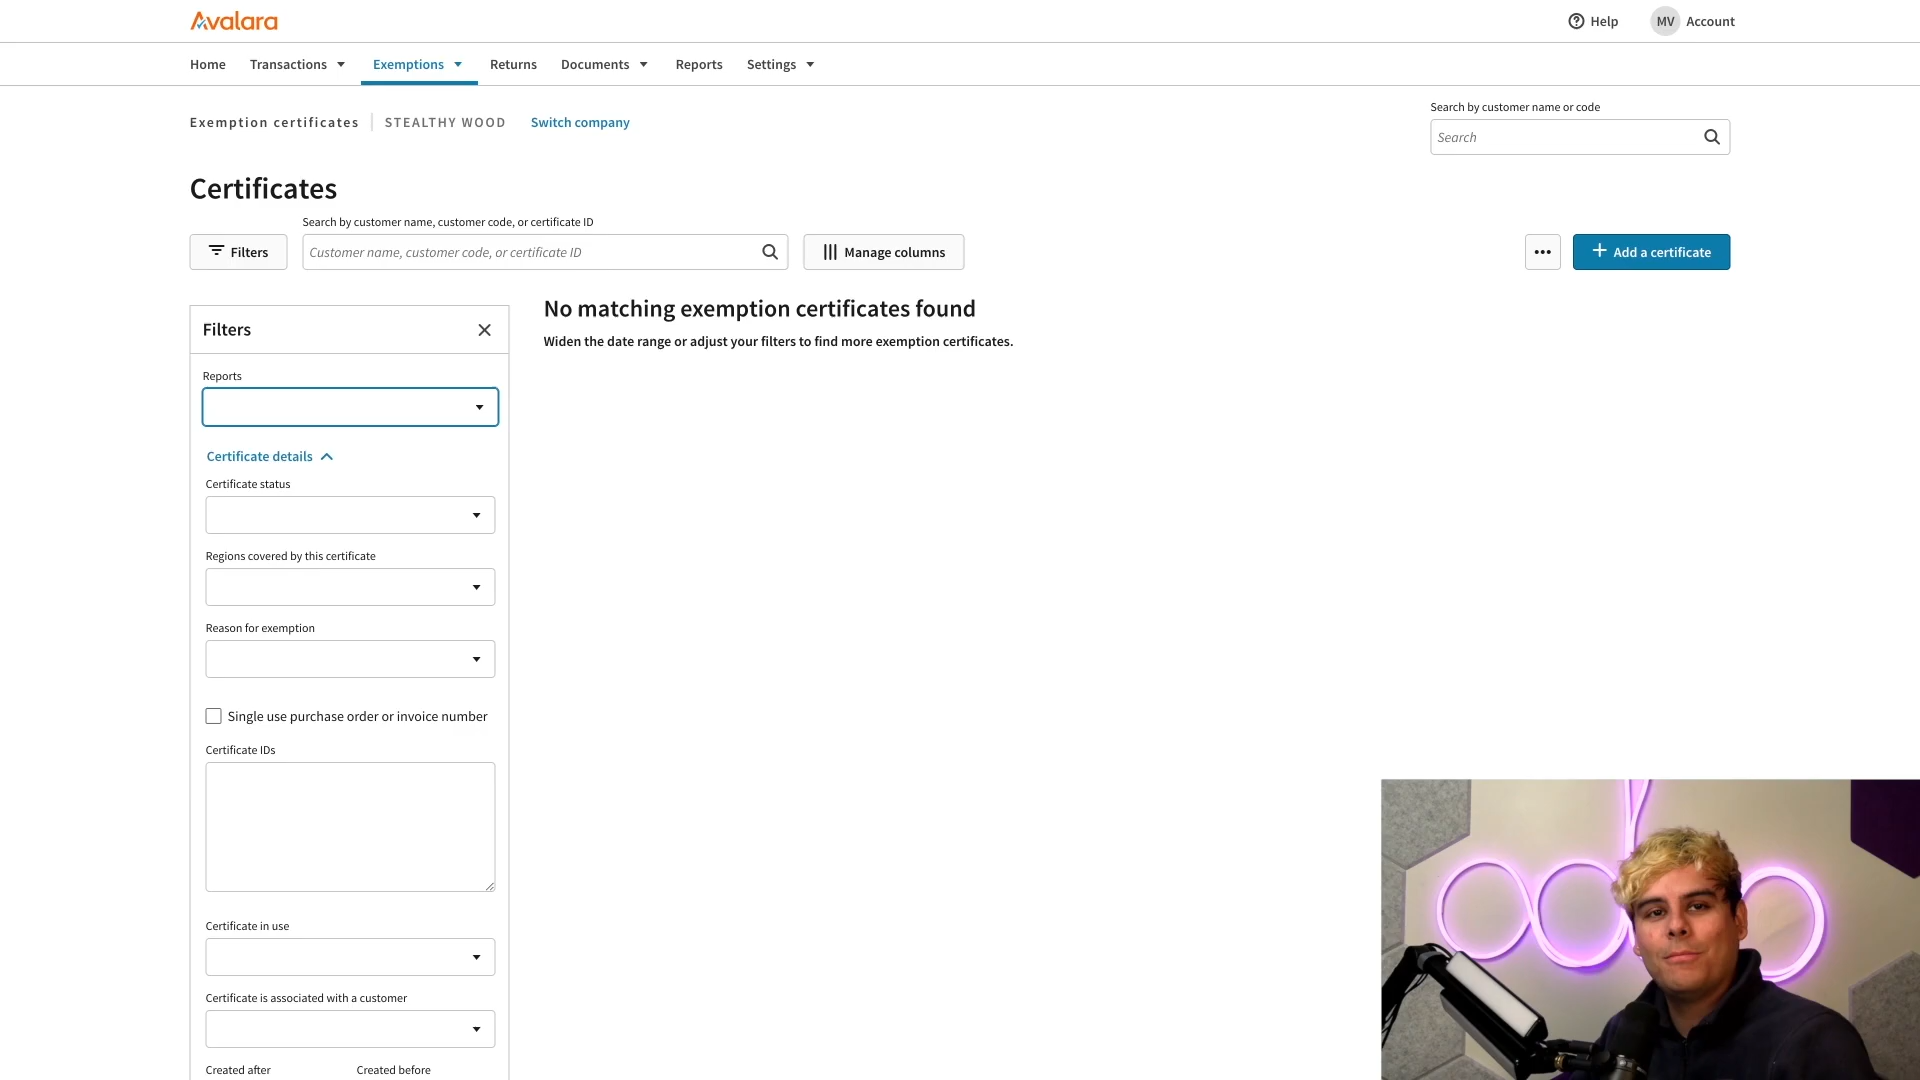 Avalara
Help
MV Account
Home Transactions Exemptions Returns Documents Reports Settings
Exemption certificates STEALTHY WOOD Switch company
Search by customer name or code
Search
Certificates
Search by customer name, customer code, or certificate ID
Filters
Customer name, customer code, or certificate ID
Manage columns
Add a certificate
Filters
No matching exemption certificates found
Widen the date range or adjust your filters to find more exemption certificates.
Reports
Certificate details
Certificate status
Regions covered by this certificate
Reason for exemption
Single use purchase order or invoice number
Certificate IDs
Certificate in use
Certificate is associated with a customer
Created after Created before